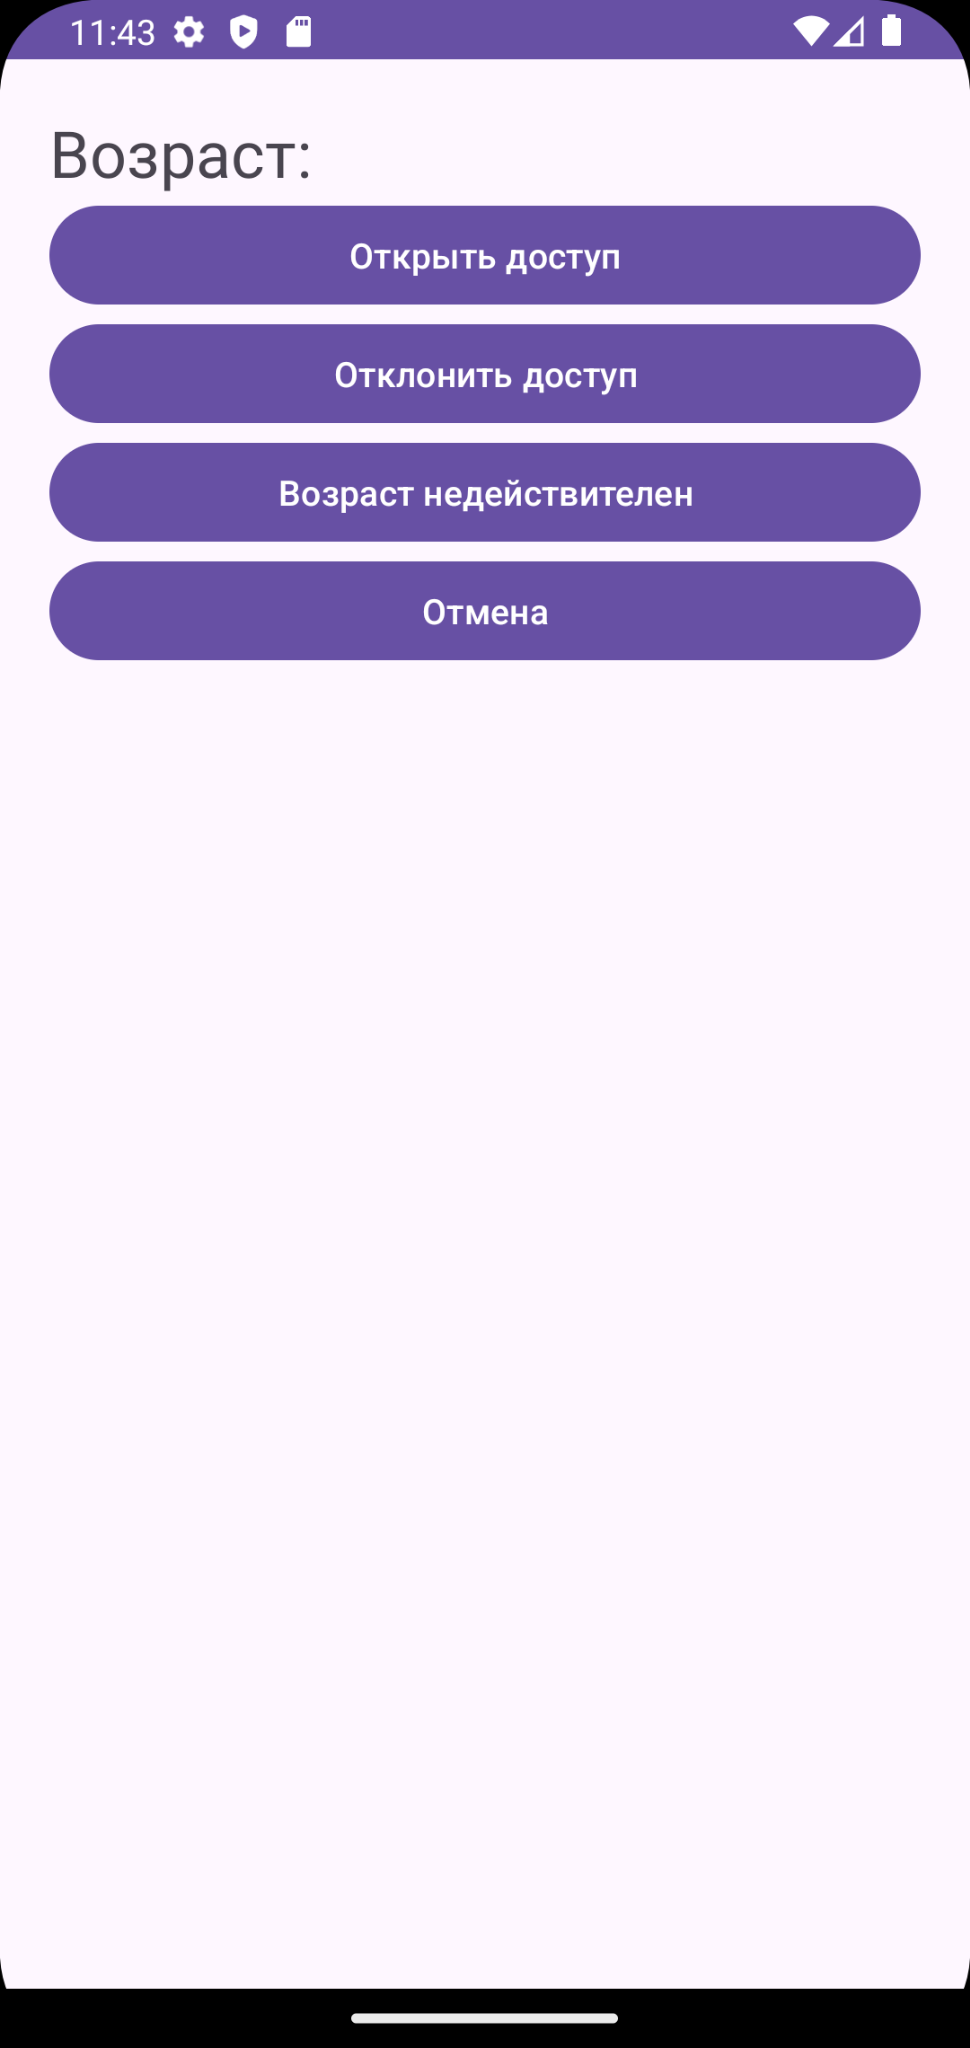 11:43
Возраст:
Открыть доступ
Отклонить доступ
Возраст недействителен
Отмена